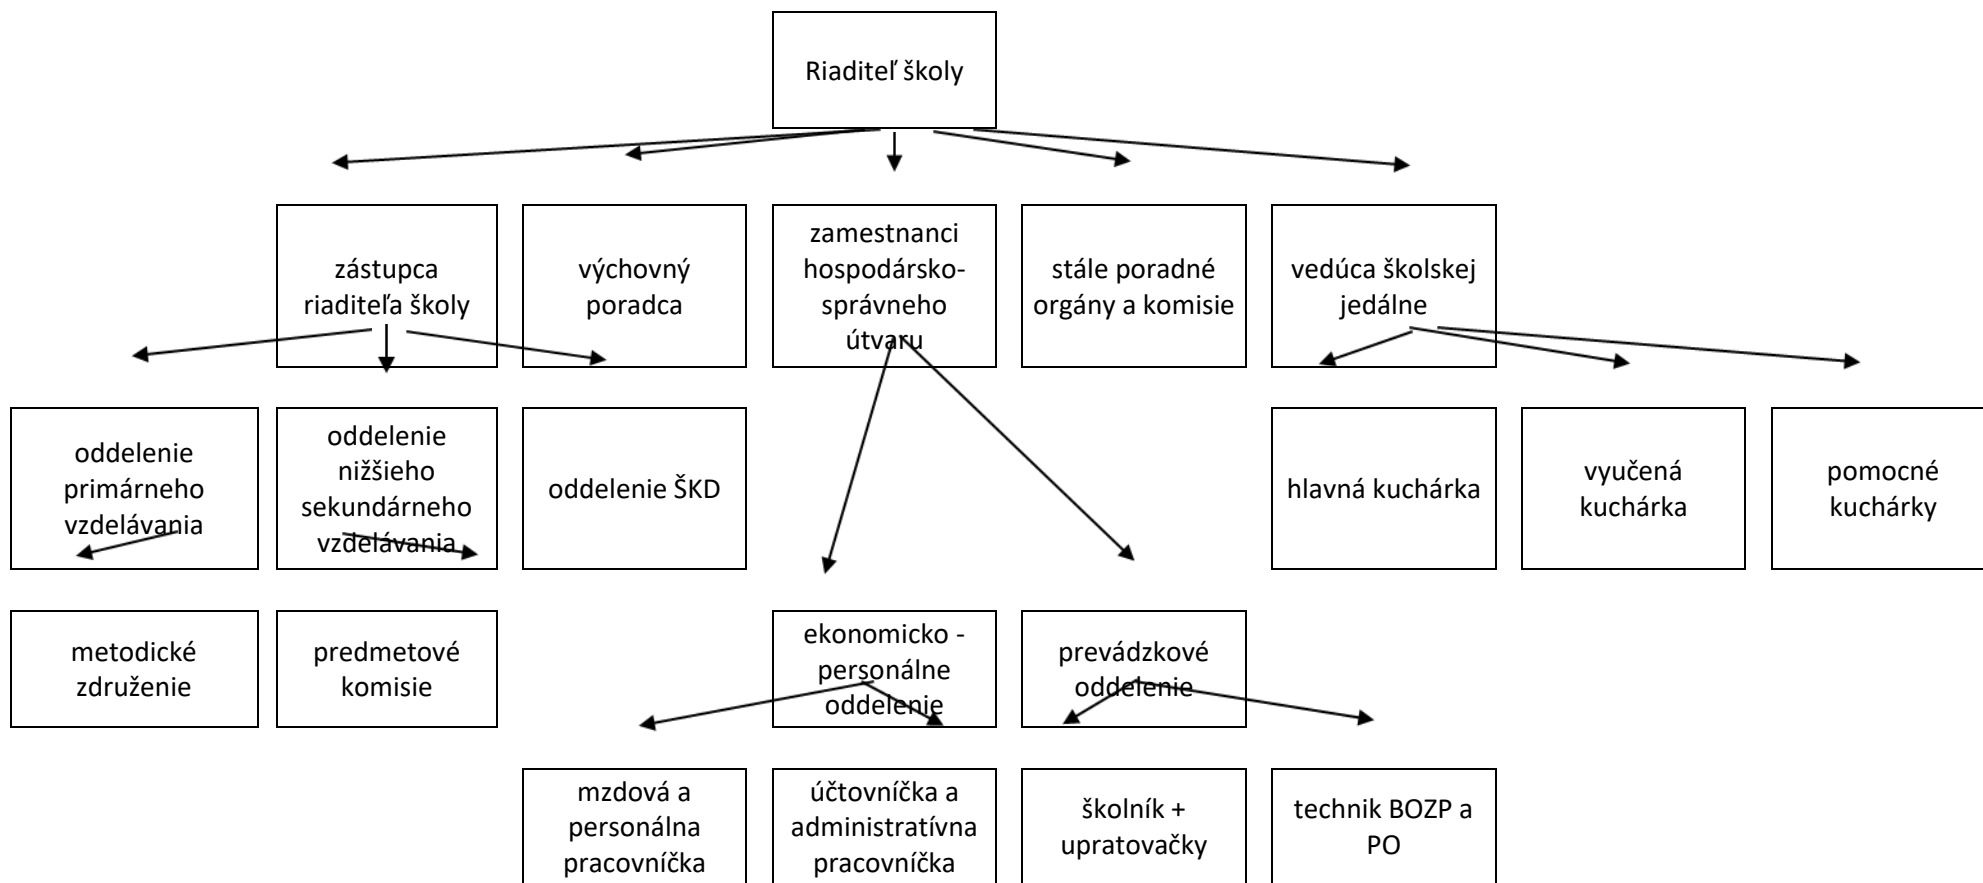 Riaditeľ školy
zástupca
riaditeľa školy
výchovný
poradca
zamestnanci
hospodársko-
správneho
útvaru
stále poradné
orgány a komisie
vedúca školskej
jedálne
oddelenie
primárneho
vzdelávania
oddelenie
nižšieho
sekundárneho
vzdelávania
oddelenie ŠKD
hlavná kuchárka
vyučená
kuchárka
pomocné
kuchárky
metodické
združenie
predmetové
komisie
ekonomicko -
personálne
oddelenie
prevádzkové
oddelenie
mzdová a
personálna
pracovníčka
účtovníčka a
administratívna
pracovníčka
školník +
upratovačky
technik BOZP a
PO